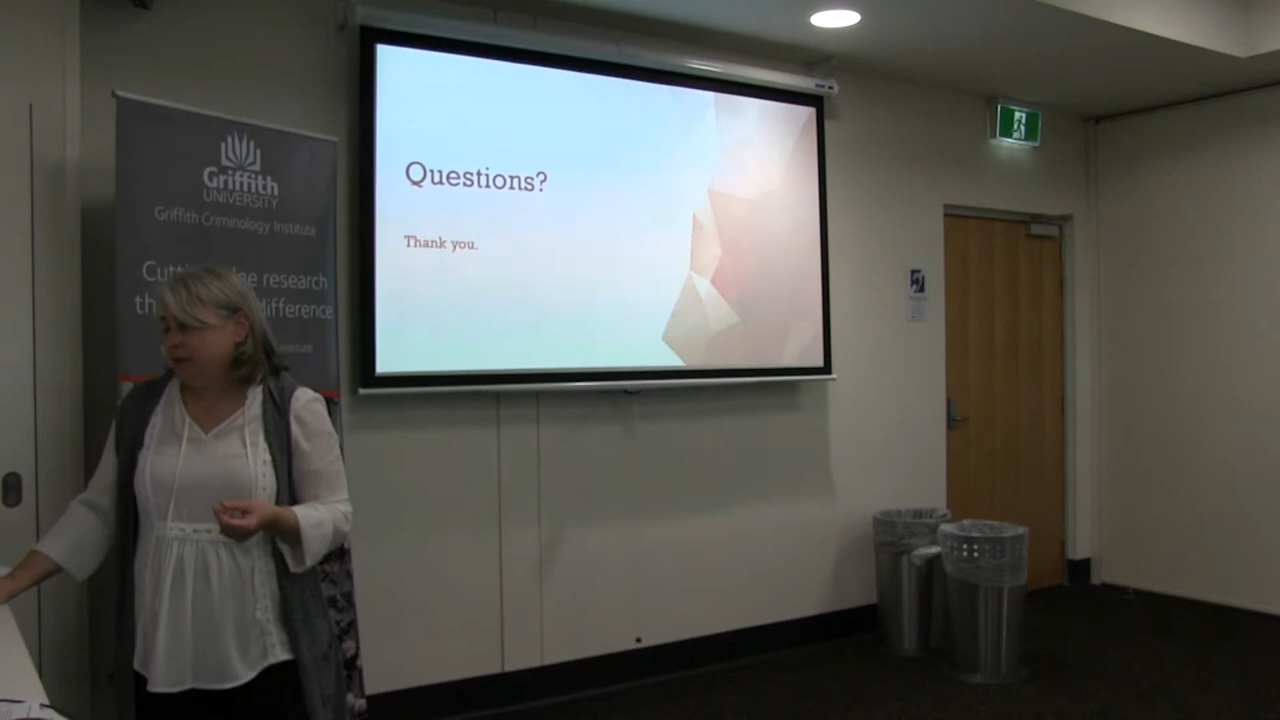 Griffith
UNIVERSITY
Griffith Criminology Institute
research
difference
Questions?
Thank you.